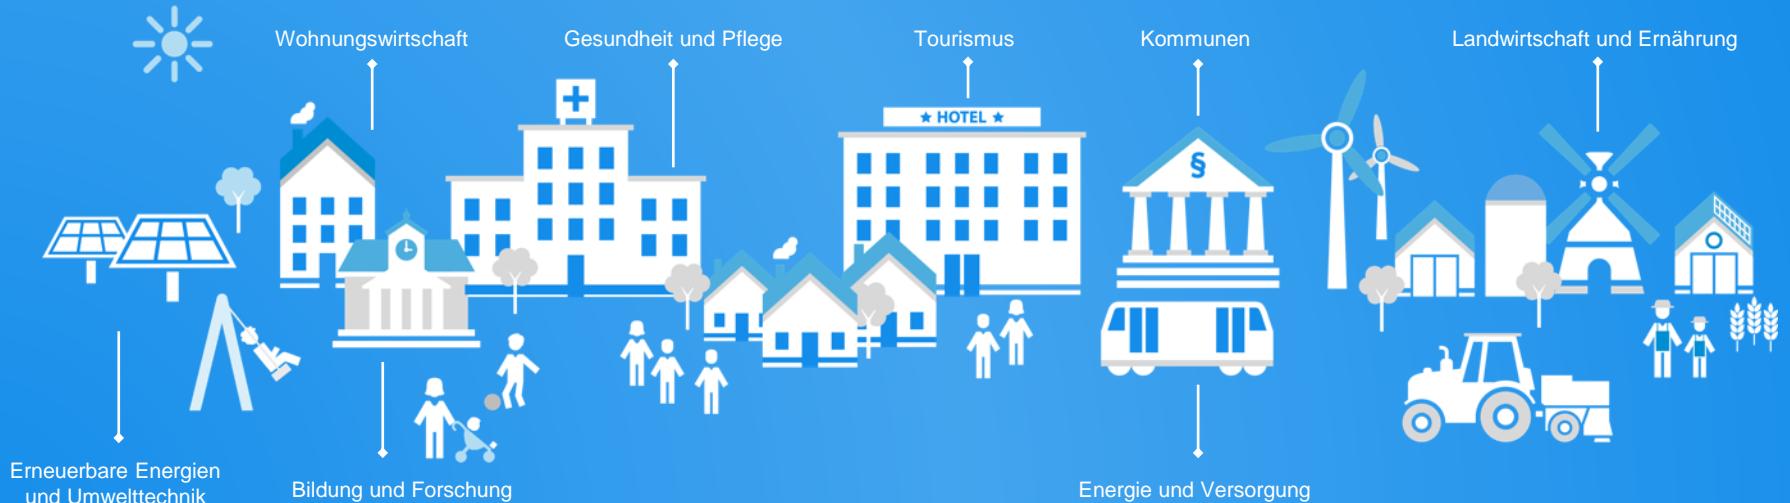 Wohnungswirtschaft
Gesundheit und Pflege
Tourismus
Kommunen
Landwirtschaft und Ernährung
★ HOTEL ★
§
Erneuerbare Energien
und Umwelttechnik
Bildung und Forschung
Energie und Versorgung